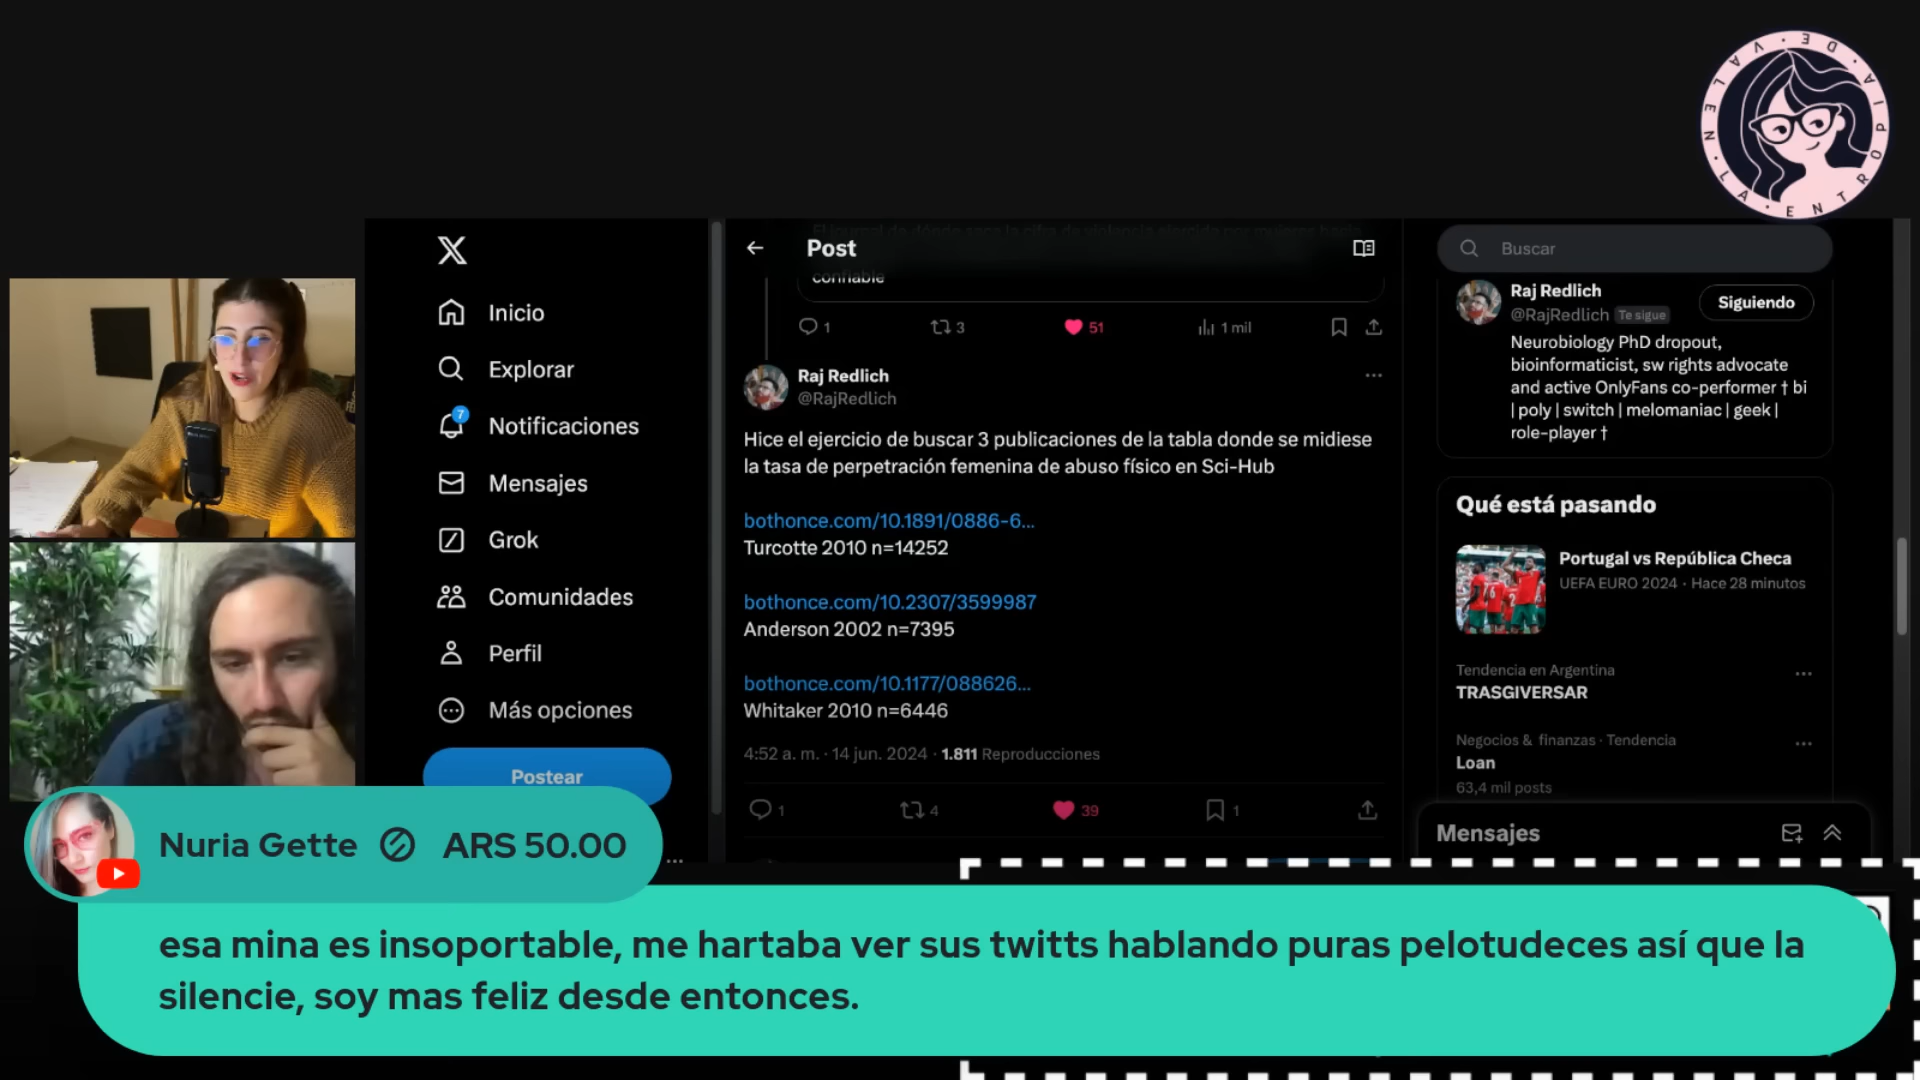 LA ENTROPIA DE VALEN
Inicio
Explorar
7
Notificaciones
Mensajes
Grok
Comunidades
Perfil
Más opciones
Postear
Post
confiable
1
3
51
1 mil
Raj Redlich
@RajRedlich
Hice el ejercicio de buscar 3 publicaciones de la tabla donde se midiese
la tasa de perpetración femenina de abuso físico en Sci-Hub
bothonce.com/10.1891/0886-6...
Turcotte 2010 n=14252
bothonce.com/10.2307/3599987
Anderson 2002 n=7395
bothonce.com/10.1177/088626...
Whitaker 2010 n=6446
4:52 a. m. · 14 jun. 2024 · 1.811 Reproducciones
1
4
39
1
Buscar
Raj Redlich
@RajRedlich Te sigue
Siguiendo
Neurobiology PhD dropout,
bioinformaticist, sw rights advocate
and active OnlyFans co-performer † bi
| poly | switch | melomaniac | geek |
role-player †
Qué está pasando
Portugal vs República Checa
UEFA EURO 2024 · Hace 28 minutos
Tendencia en Argentina
TRASGIVERSAR
Negocios & finanzas · Tendencia
Loan
63,4 mil posts
Mensajes
Nuria Gette ARS 50.00
esa mina es insoportable, me hartaba ver sus twitts hablando puras pelotudeces así que la
silencie, soy mas feliz desde entonces.